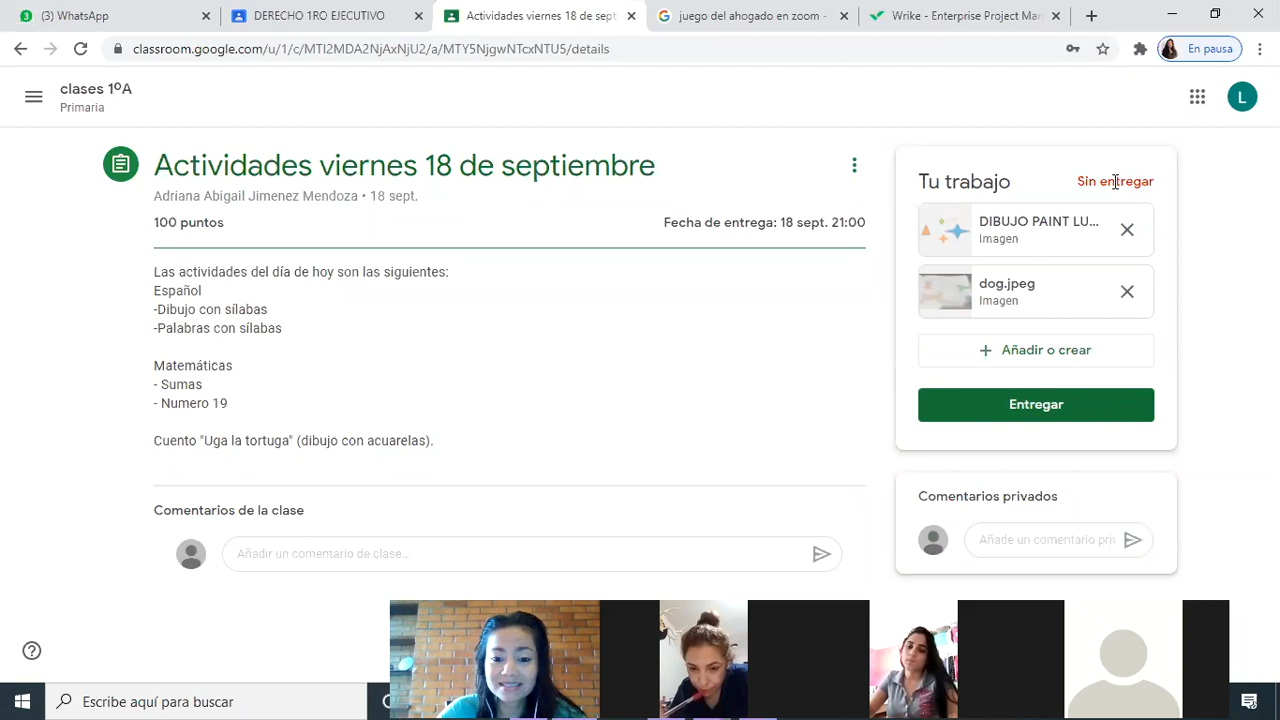 (3) WhatsApp
DERECHO 1RO EJECUTIVO
Actividades viernes 18 de sept
juego del ahogado en zoom -
Wrike - Enterprise Project Mar
classroom.google.com/u/1/c/MTI2MDA2NjAxNjU2/a/MTY5NjgwNTcxNTU5/details
En pausa
clases 1ºA
Primaria
L
Actividades viernes 18 de septiembre
Adriana Abigail Jimenez Mendoza • 18 sept.
100 puntos
Fecha de entrega: 18 sept. 21:00
Las actividades del día de hoy son las siguientes:
Español
-Dibujo con sílabas
-Palabras con sílabas
Matemáticas
- Sumas
- Numero 19
Cuento "Uga la tortuga" (dibujo con acuarelas).
Comentarios de la clase
Añadir un comentario de clase...
Tu trabajo
Sin entregar
DIBUJO PAINT LU...
Imagen
dog.jpeg
Imagen
+ Añadir o crear
Entregar
Comentarios privados
Añade un comentario priv
Escribe aquí para buscar